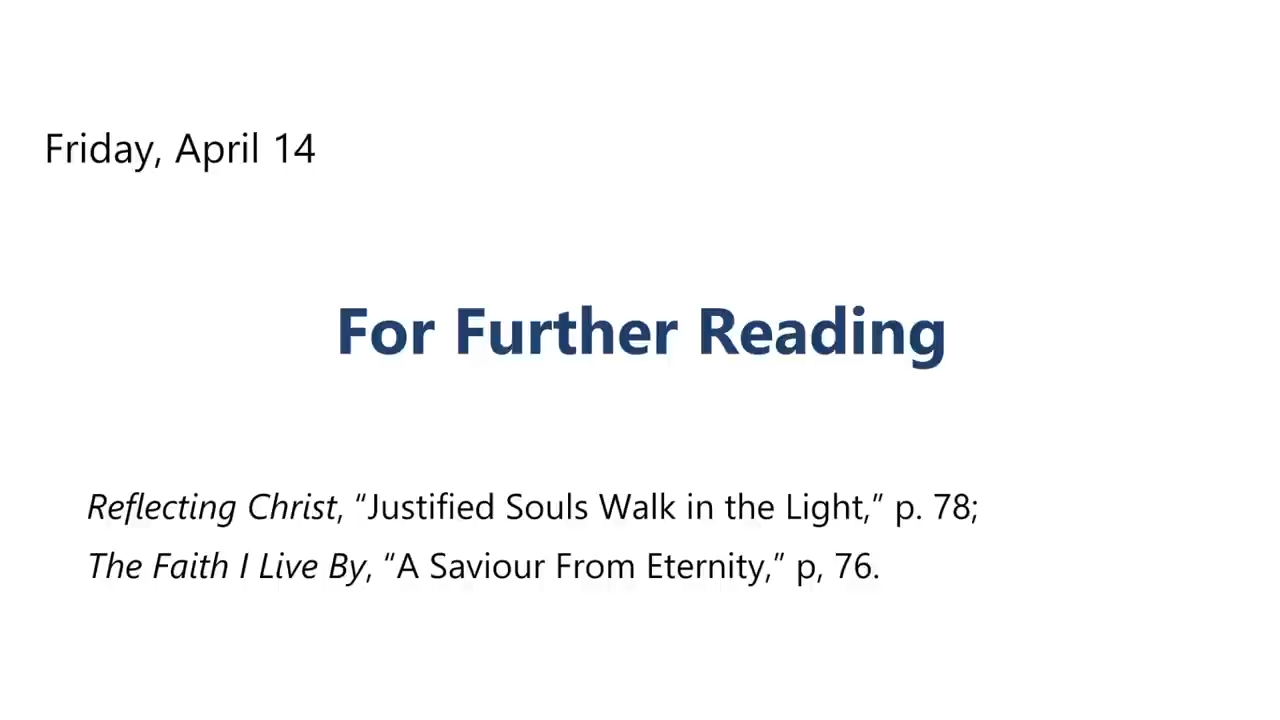 Friday, April 14
For Further Reading
Reflecting Christ, “Justified Souls Walk in the Light,” p. 78;
The Faith I Live By, “A Saviour From Eternity,” p, 76.